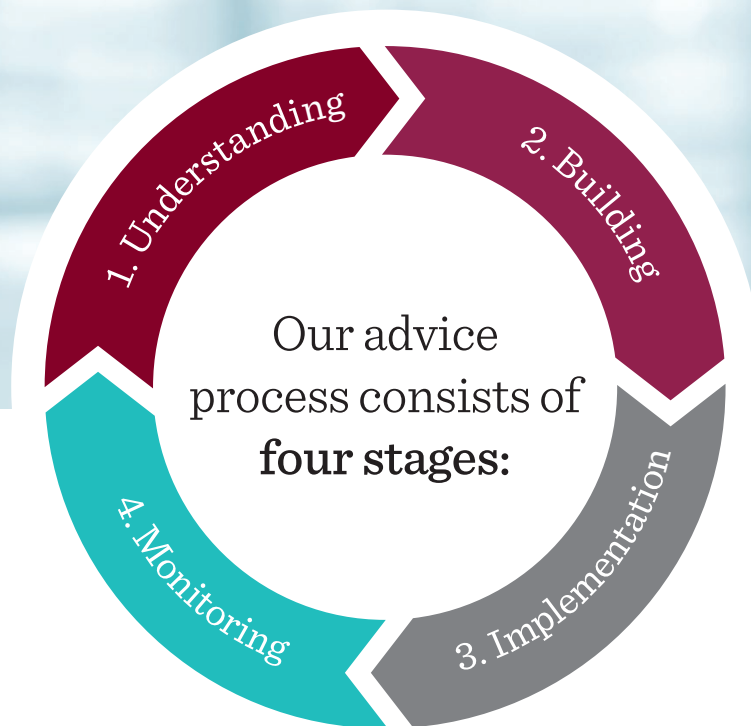 1. Understanding
2. Building
Our advice
process consists of
four stages:
3. Implementation
4. Monitoring